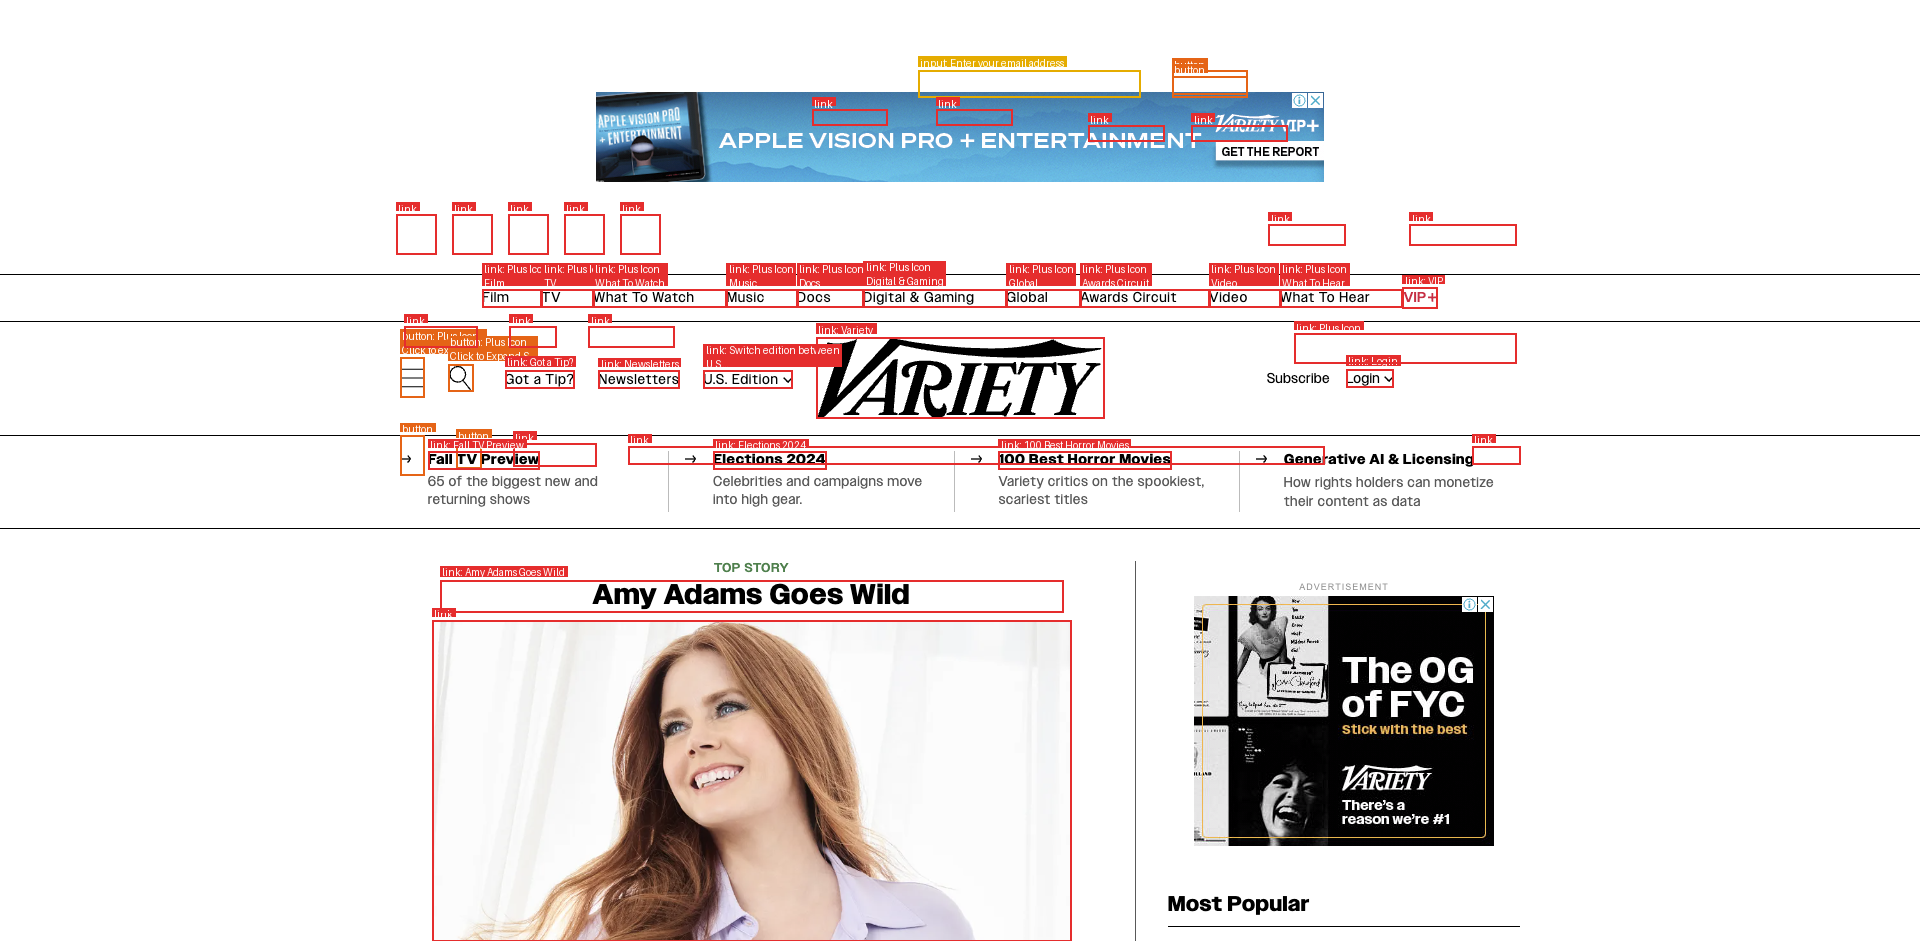 input: Enter your email address
button
button
link
link
link
link
APPLE VISION PRO
+ ENTERTAINMENT
APPLE VISION PRO + ENTERTAINMENT
VARIETY VIP+
GET THE REPORT
link
link
link
link
link
link
link
link: Plus Icon
Film
link: Plus Icon
TV
link: Plus Icon
What To Watch
link: Plus Icon
Music
link: Plus Icon
Docs
link: Plus Icon
Digital & Gaming
link: Plus Icon
Global
link: Plus Icon
Awards Circuit
link: Plus Icon
Video
link: Plus Icon
What To Hear
link: VIP
Film
TV
What To Watch
Music
Docs
Digital & Gaming
Global
Awards Circuit
Video
What To Hear
VIP+
link
link
link
link: Variety
link: Plus Icon
button: Plus Icon
Click to ex
button: Plus Icon
Click to Expand S
link: Got a Tip?
link: Newsletters
link: Switch edition between
U.S.
link: Login
Got a Tip?
Newsletters
U.S. Edition
VARIETY
Subscribe
Login
button
button
link
link
link
link: Fall TV Preview
link: Elections 2024
link: 100 Best Horror Movies
→ Fall TV Preview
65 of the biggest new and
returning shows
→ Elections 2024
Celebrities and campaigns move
into high gear.
→ 100 Best Horror Movies
Variety critics on the spookiest,
scariest titles
→ Generative AI & Licensing
How rights holders can monetize
their content as data
TOP STORY
link: Amy Adams Goes Wild
Amy Adams Goes Wild
link
ADVERTISEMENT
The OG
of FYC
Stick with the best
VARIETY
There's a
reason we're #1
Most Popular